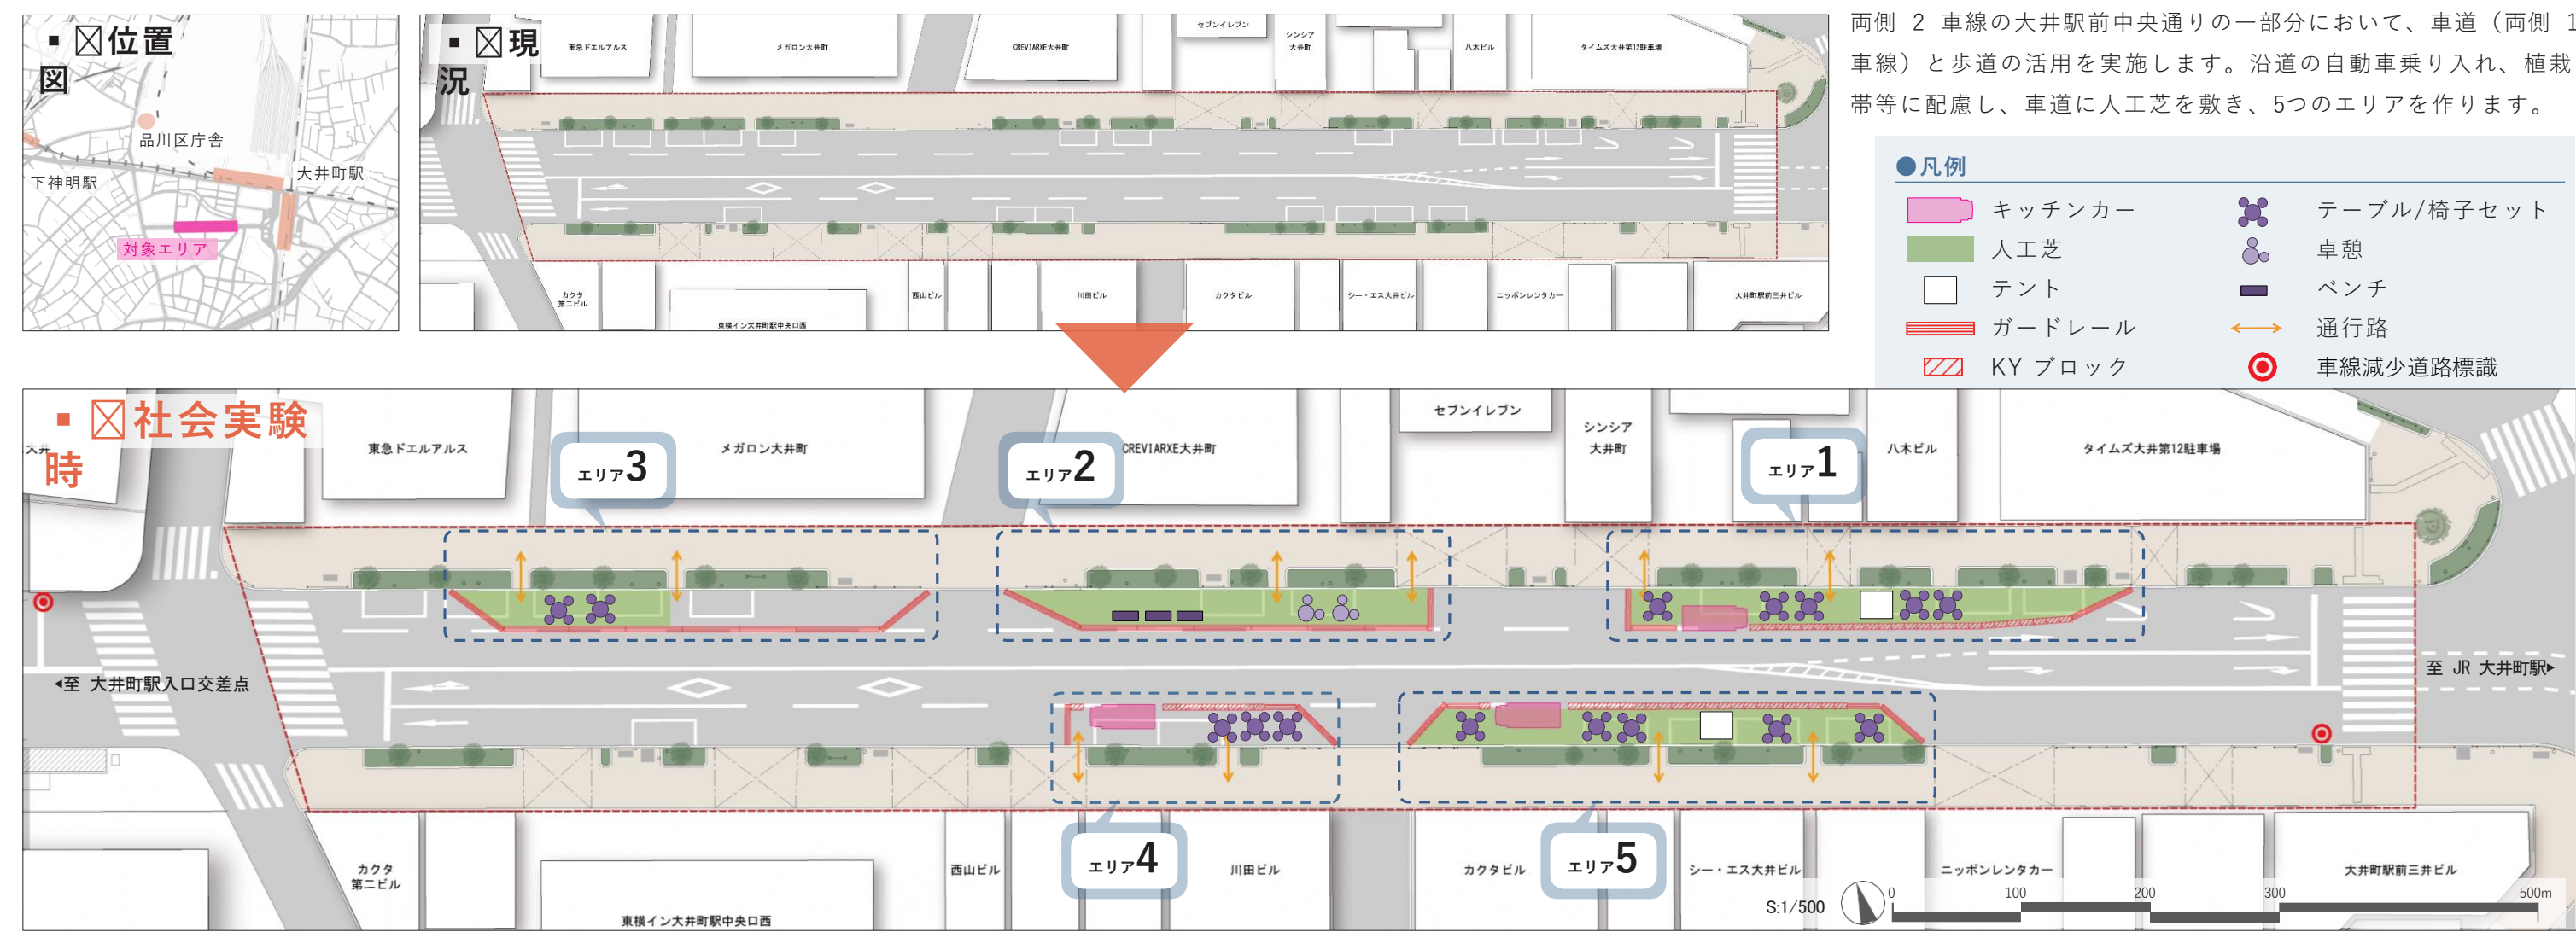 ▪ 位置
図
品川区庁舎
下神明駅
大井町駅
対象エリア
▪ 現
況
東急ドエルアルス
メガロン大井町
CREVIARXE大井町
セブンイレブン
シンシア
大井町
八木ビル
タイムズ大井第12駐車場
カクタ
第二ビル
東横イン大井町駅中央口西
西山ビル
川田ビル
カクタビル
シー・エス大井ビル
ニッポンレンタカー
大井町駅前三井ビル
両側 2 車線の大井駅前中央通りの一部分において、車道（両側 1
車線）と歩道の活用を実施します。沿道の自動車乗り入れ、植栽
帯等に配慮し、車道に人工芝を敷き、5つのエリアを作ります。
●凡例
キッチンカー
テーブル/椅子セット
人工芝
卓憩
テント
ベンチ
ガードレール
通行路
KY ブロック
車線減少道路標識
▪ 社会実験
時
大井
東急ドエルアルス
エリア3
メガロン大井町
エリア2
CREVIARXE大井町
セブンイレブン
シンシア
大井町
エリア1
八木ビル
タイムズ大井第12駐車場
◂至 大井町駅入口交差点
至 JR 大井町駅▸
カクタ
第二ビル
東横イン大井町駅中央口西
西山ビル
エリア4
川田ビル
カクタビル
エリア5
シー・エス大井ビル
ニッポンレンタカー
大井町駅前三井ビル
S:1/500
0 100 200 300 500m